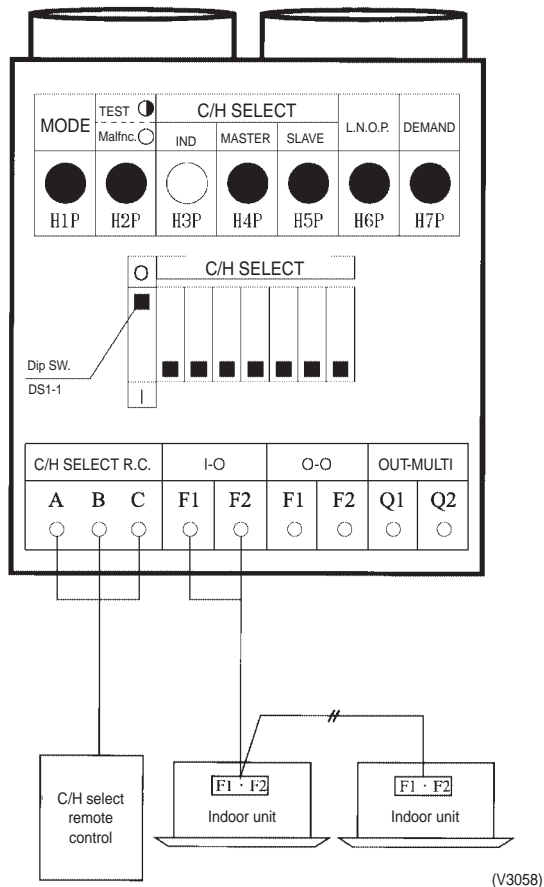 MODE TEST C/H SELECT L.N.O.P. DEMAND
Malfnc. IND MASTER SLAVE
H1P H2P H3P H4P H5P H6P H7P
O C/H SELECT
Dip SW.
DS1-1
I
C/H SELECT R.C. I-O O-O OUT-MULTI
A B C F1 F2 F1 F2 Q1 Q2
F1 · F2 F1 · F2
Indoor unit Indoor unit
C/H select
remote
control
(V3058)